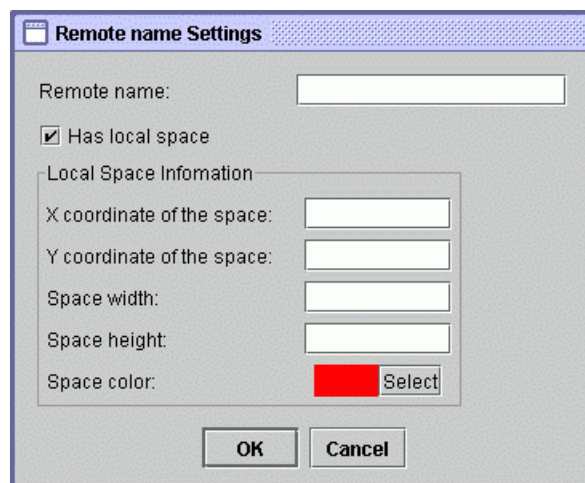 Remote name Settings
Remote name:
Has local space
Local Space Infomation
X coordinate of the space:
Y coordinate of the space:
Space width:
Space height:
Space color: Select
OK Cancel